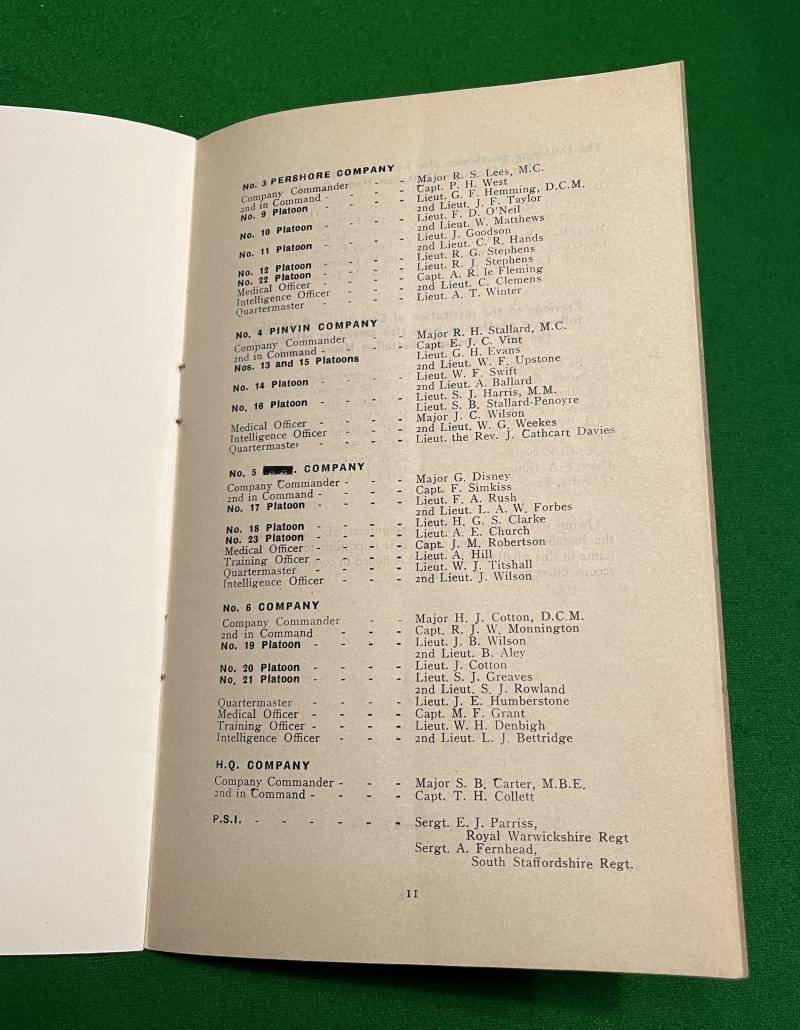 No. 3 PERSHORE COMPANY
Company Commander - - Major R. S. Lees, M.C.
2nd in Command - - - Capt. P. H. West
No. 9 Platoon - - - - Lieut. G. F. Hemming, D.C.M.
2nd Lieut. J. F. Taylor
No. 10 Platoon - - - - Lieut. F. D. O'Neil
2nd Lieut. W. Matthews
No. 11 Platoon - - - - Lieut. J. Goodson
2nd Lieut. C. R. Hands
No. 12 Platoon - - - - Lieut. R. G. Stephens
No. 22 Platoon - - - - Lieut. R. J. Stephens
Medical Officer - - - - Capt. A. R. le Fleming
Intelligence Officer - - - 2nd Lieut. C. Clemens
Quartermaster - - - - Lieut. A. T. Winter
No. 4 PINVIN COMPANY
Company Commander - - Major R. H. Stallard, M.C.
2nd in Command - - - - Capt. E. J. C. Vint
Nos. 13 and 15 Platoons - - Lieut. G. H. Evans
2nd Lieut. W. F. Upstone
No. 14 Platoon - - - - Lieut. W. F. Swift
2nd Lieut. A. Ballard
No. 16 Platoon - - - - Lieut. S. J. Harris, M.M.
Lieut. S. B. Stallard-Penoyre
Medical Officer - - - - Major J. C. Wilson
Intelligence Officer - - - 2nd Lieut. W. G. Weekes
Quartermaster - - - - Lieut. the Rev. J. Cathcart Davies
No. 5 . COMPANY
Company Commander - - - Major G. Disney
2nd in Command - - - - Capt. F. Simkiss
No. 17 Platoon - - - - Lieut. F. A. Rush
2nd Lieut. L. A. W. Forbes
No. 18 Platoon - - - - Lieut. H. G. S. Clarke
No. 23 Platoon - - - - Lieut. A. E. Church
Medical Officer - - - - Capt. J. M. Robertson
Training Officer - - - - Lieut. A. Hill
Quartermaster - - - - Lieut. W. J. Titshall
Intelligence Officer - - - 2nd Lieut. J. Wilson
No. 6 COMPANY
Company Commander - - Major H. J. Cotton, D.C.M.
2nd in Command - - - Capt. R. J. W. Monnington
No. 19 Platoon - - - - Lieut. J. B. Wilson
2nd Lieut. B. Aley
No. 20 Platoon - - - - Lieut. J. Cotton
No. 21 Platoon - - - - Lieut. S. J. Greaves
2nd Lieut. S. J. Rowland
Quartermaster - - - - Lieut. J. E. Humberstone
Medical Officer - - - - Capt. M. F. Grant
Training Officer - - - - Lieut. W. H. Denbigh
Intelligence Officer - - - 2nd Lieut. L. J. Bettridge
H.Q. COMPANY
Company Commander - - - Major S. B. Carter, M.B.E.
2nd in Command - - - - Capt. T. H. Collett
P.S.I. - - - - - - Sergt. E. J. Parriss,
Royal Warwickshire Regt
Sergt. A. Fernhead,
South Staffordshire Regt.
11